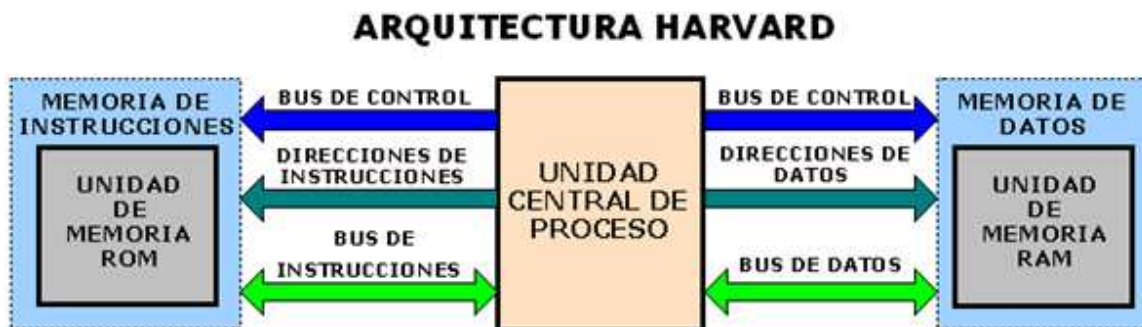 ARQUITECTURA HARVARD
MEMORIA DE
INSTRUCCIONES
UNIDAD
DE
MEMORIA
ROM
BUS DE CONTROL
DIRECCIONES DE
INSTRUCCIONES
BUS DE
INSTRUCCIONES
UNIDAD
CENTRAL DE
PROCESO
BUS DE CONTROL
DIRECCIONES DE
DATOS
BUS DE DATOS
MEMORIA DE
DATOS
UNIDAD
DE
MEMORIA
RAM